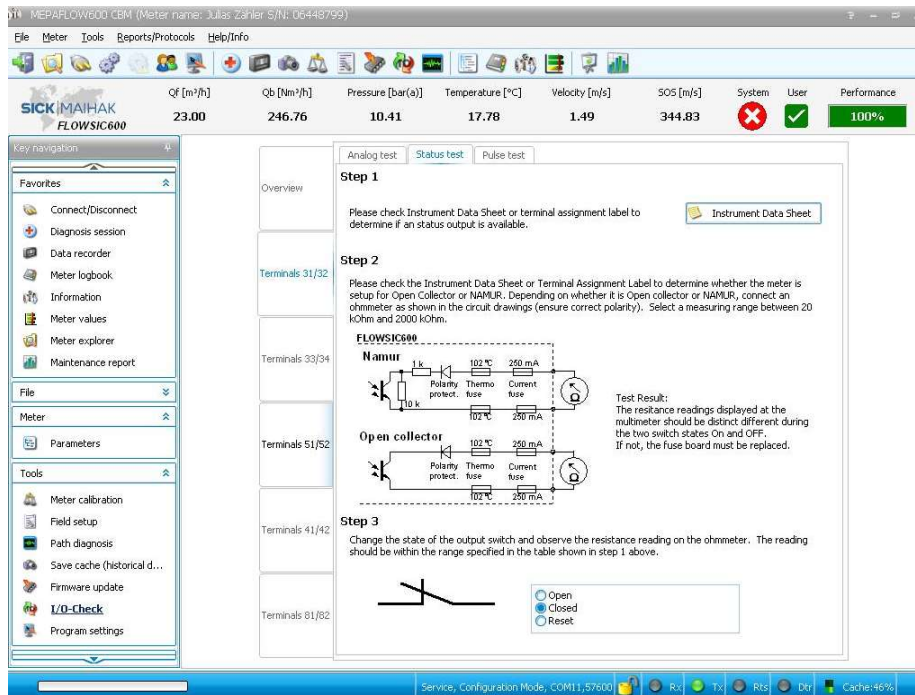 MEPAFLOW600 CBM (Meter name: Julias Zähler S/N: 06448799)
File Meter Tools Reports/Protocols Help/Info
SICK MAIHAK
FLOWSIC600
Qf [m³/h] Qb [Nm³/h] Pressure [bar(a)] Temperature [°C] Velocity [m/s] SOS [m/s] System User Performance
23.00 246.76 10.41 17.78 1.49 344.83 100%
Key navigation
Favorites
Connect/Disconnect
Diagnosis session
Data recorder
Meter logbook
Information
Meter values
Meter explorer
Maintenance report
File
Meter
Parameters
Tools
Meter calibration
Field setup
Path diagnosis
Save cache (historical d...
Firmware update
I/O-Check
Program settings
Overview
Terminals 31/32
Terminals 33/34
Terminals 51/52
Terminals 41/42
Terminals 81/82
Analog test Status test Pulse test
Step 1
Please check Instrument Data Sheet or terminal assignment label to
determine if an status output is available.
Instrument Data Sheet
Step 2
Please check the Instrument Data Sheet or Terminal Assignment Label to determine whether the meter is
setup for Open Collector or NAMUR. Depending on whether it is Open collector or NAMUR, connect an
ohmmeter as shown in the circuit drawings (ensure correct polarity). Select a measuring range between 20
kOhm and 2000 kOhm.
FLOWSIC600
Namur
1 k 102 °C 250 mA
Polarity protect. Thermo fuse Current fuse
10 k
102 °C 250 mA
Ω
Open collector
102 °C 250 mA
Polarity protect. Thermo fuse Current fuse
102 °C 250 mA
Ω
Test Result:
The resitance readings displayed at the
multimeter should be distinct different during
the two switch states On and OFF.
If not, the fuse board must be replaced.
Step 3
Change the state of the output switch and observe the resistance reading on the ohmmeter. The reading
should be within the range specified in the table shown in step 1 above.
Open
Closed
Reset
Service, Configuration Mode, COM11,57600 Rx Tx Rts Dtr Cache:46%